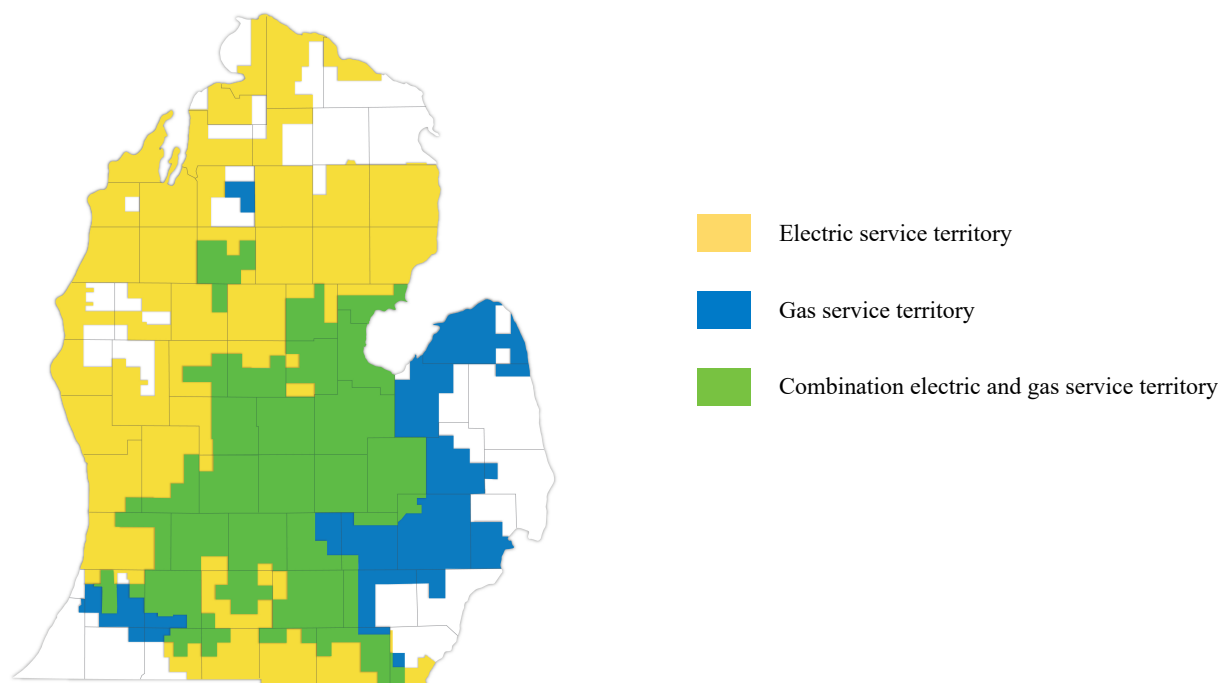 Electric service territory
Gas service territory
Combination electric and gas service territory